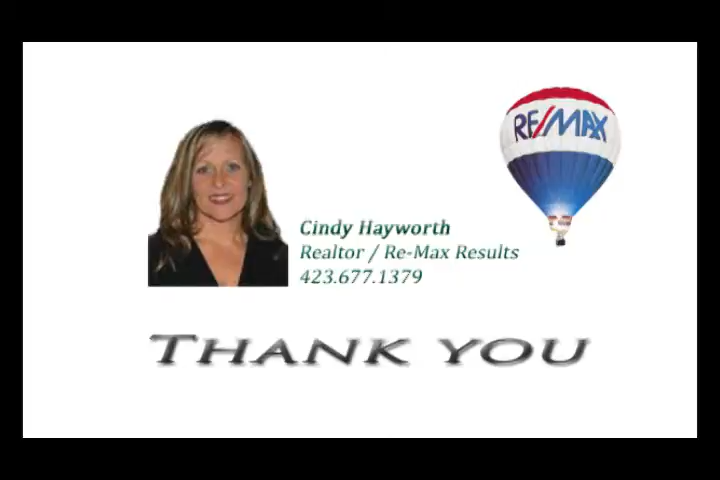 RE/MAX
Cindy Hayworth
Realtor / Re-Max Results
423.677.1379
THANK YOU